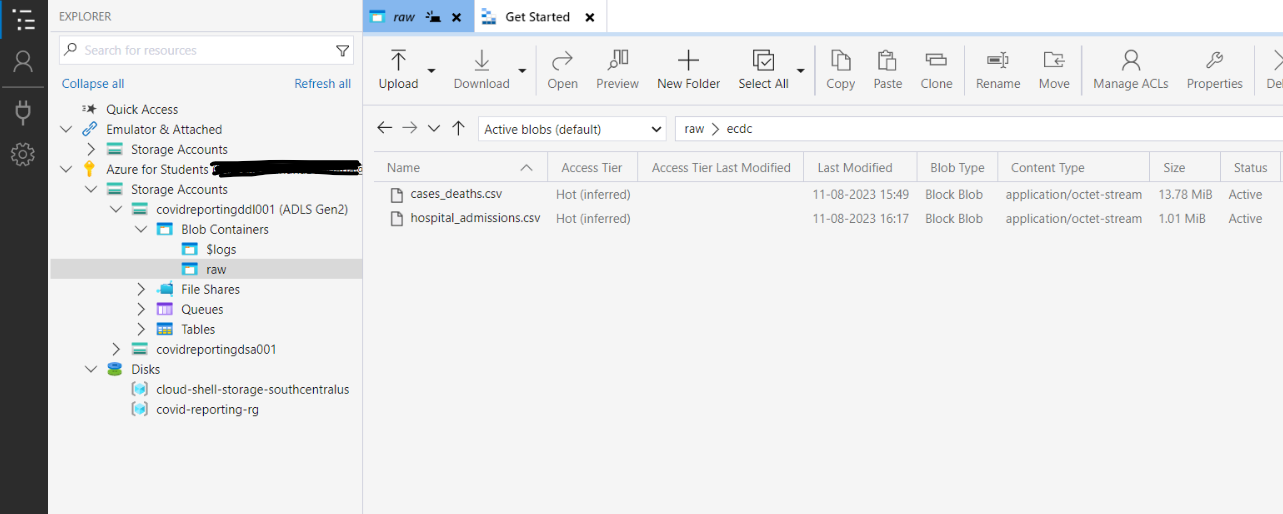 EXPLORER
Search for resources
Collapse all Refresh all
Quick Access
Emulator & Attached
Storage Accounts
Azure for Students
Storage Accounts
covidreportingddl001 (ADLS Gen2)
Blob Containers
$logs
raw
File Shares
Queues
Tables
covidreportingdsa001
Disks
cloud-shell-storage-southcentralus
covid-reporting-rg
raw Get Started
Upload Download Open Preview New Folder Select All Copy Paste Clone Rename Move Manage ACLs Properties
Active blobs (default) raw ecdc
Name Access Tier Access Tier Last Modified Last Modified Blob Type Content Type Size Status
cases_deaths.csv Hot (inferred) 11-08-2023 15:49 Block Blob application/octet-stream 13.78 MiB Active
hospital_admissions.csv Hot (inferred) 11-08-2023 16:17 Block Blob application/octet-stream 1.01 MiB Active